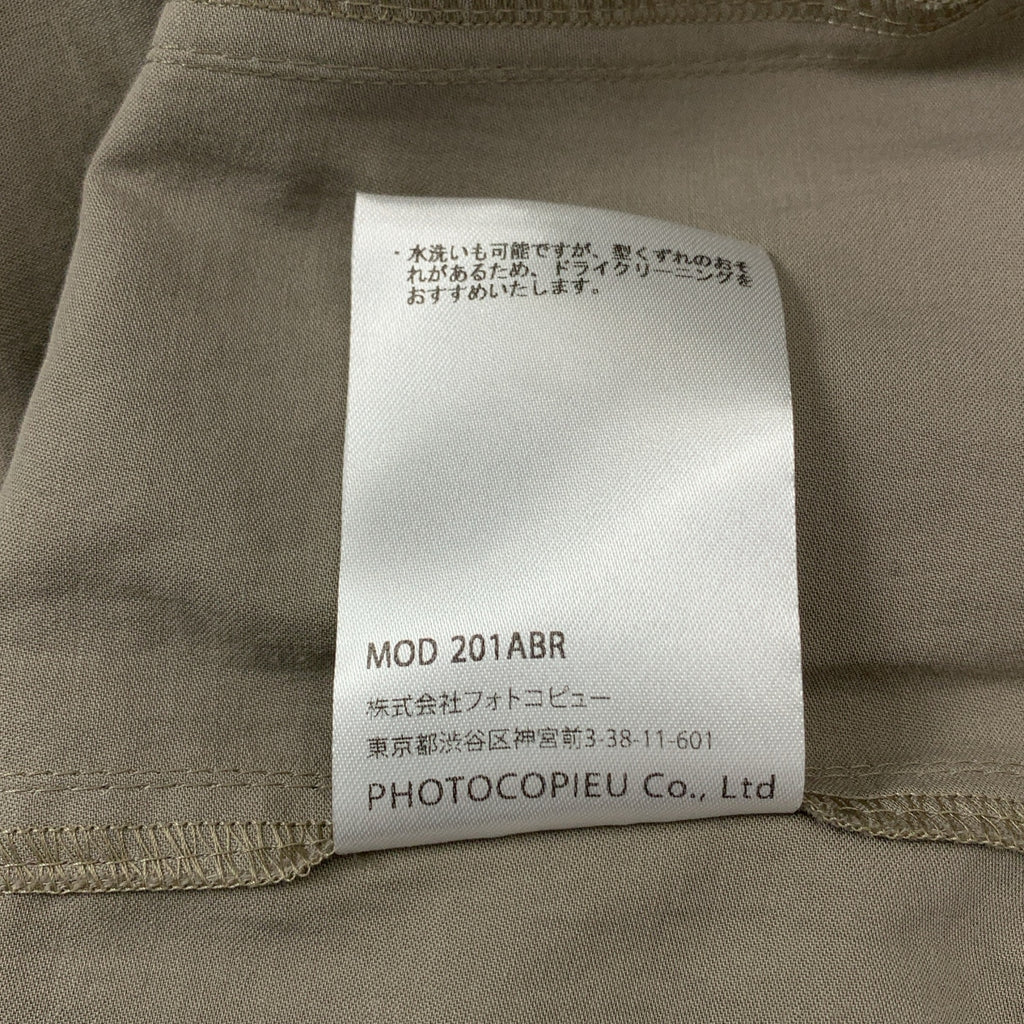 ・水洗いも可能ですが、型くずれのおそ
れがあるため、ドライクリーニングを
おすすめいたします。
MOD 201ABR
株式会社フォトコピュー
東京都渋谷区神宮前3-38-11-601
PHOTOCOPIEU Co., Ltd